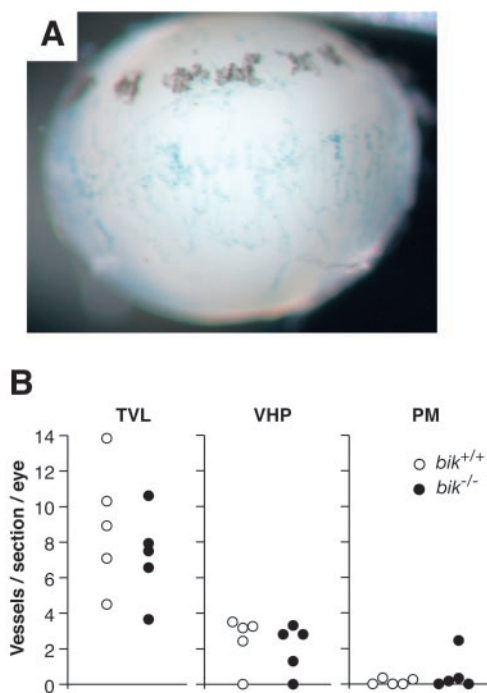 A
B
TVL VHP PM
Vessels / section / eye
14
12
10
8
6
4
2
0
bik+/+
bik-/-